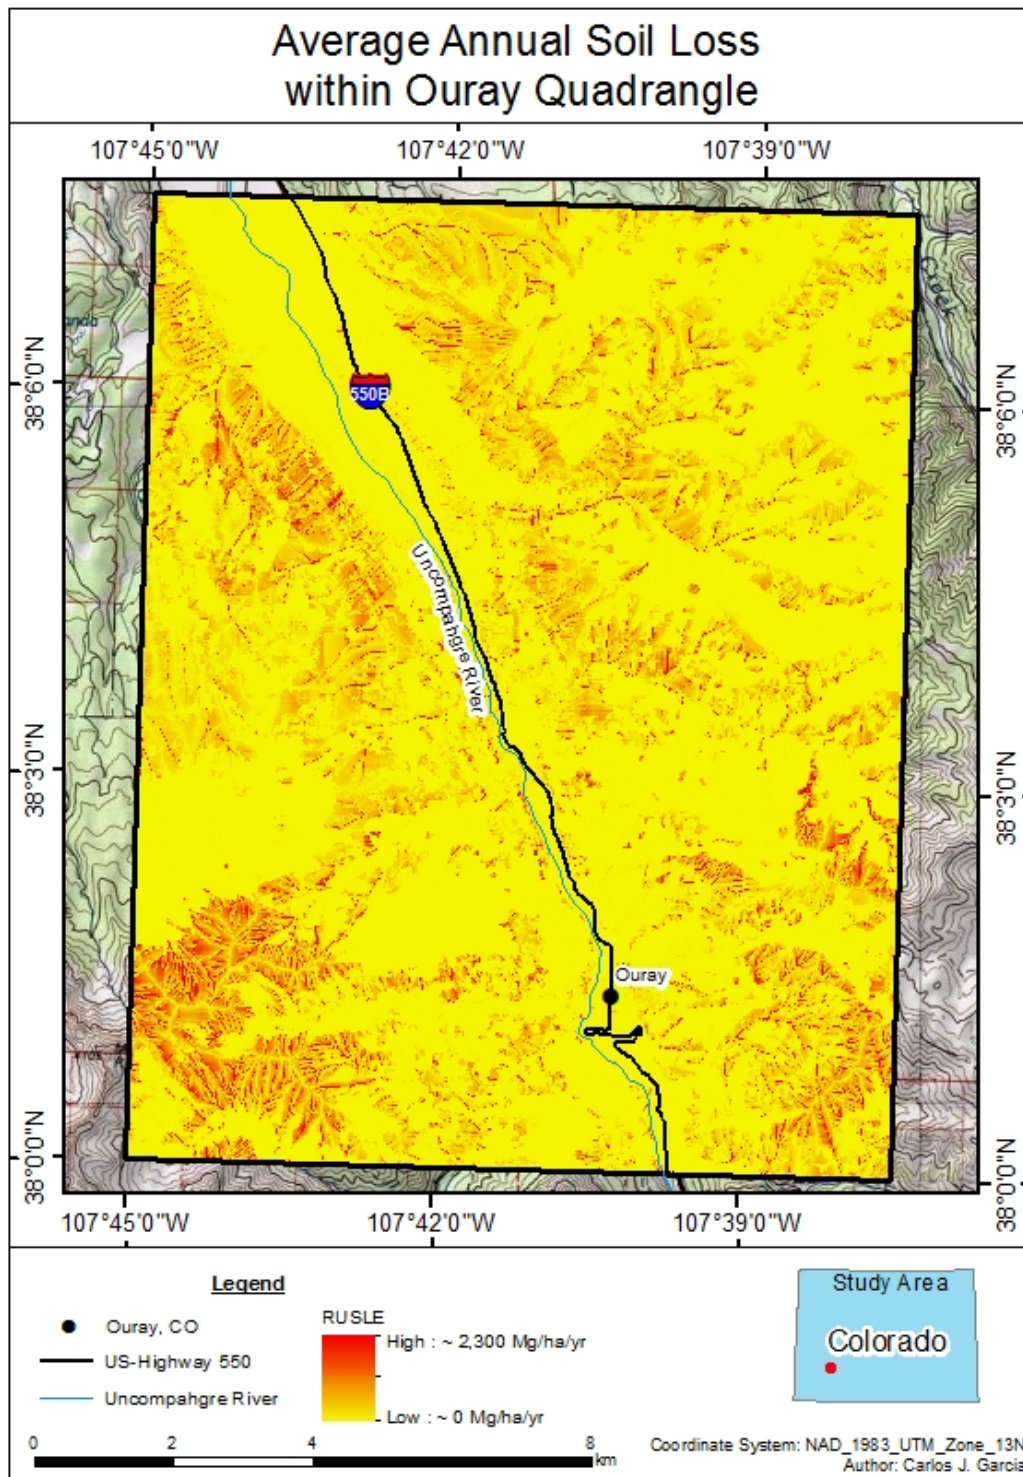 Average Annual Soil Loss
within Ouray Quadrangle
107°45'0"W 107°42'0"W 107°39'0"W
Creek
anda
38°6'0"N
550B
38°6'0"N
Uncompahgre River
38°3'0"N
38°3'0"N
Ouray
38°0'0"N
38°0'0"N
107°45'0"W 107°42'0"W 107°39'0"W
Legend
Ouray, CO
US-Highway 550
Uncompahgre River
RUSLE
High : ~ 2,300 Mg/ha/yr
Low : ~ 0 Mg/ha/yr
Study Area
Colorado
0 2 4 8
km
Coordinate System: NAD_1983_UTM_Zone_13N
Author: Carlos J. Garcia